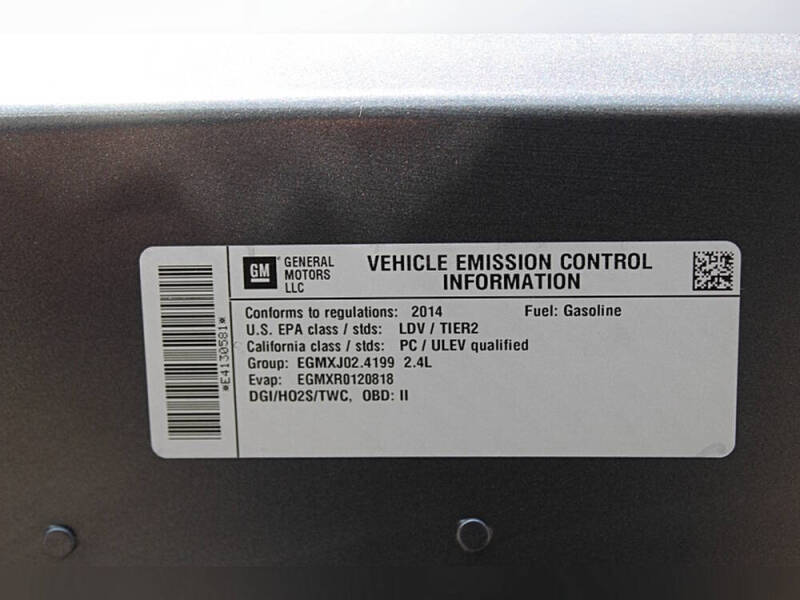 GM GENERAL MOTORS LLC
VEHICLE EMISSION CONTROL
INFORMATION
Conforms to regulations: 2014 Fuel: Gasoline
U.S. EPA class / stds: LDV / TIER2
California class / stds: PC / ULEV qualified
Group: EGMXJ02.4199 2.4L
Evap: EGMXR0120818
DGI/HO2S/TWC, OBD: II
*E4130581*